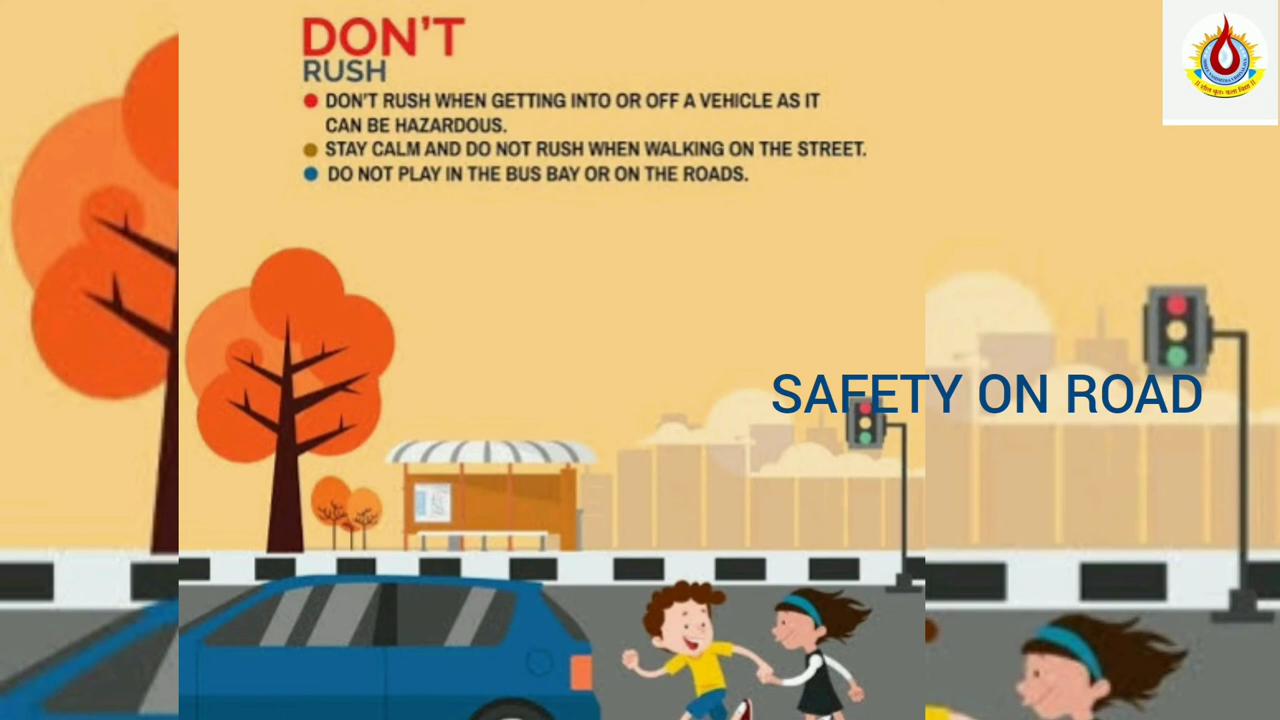 DON'T
RUSH
DON'T RUSH WHEN GETTING INTO OR OFF A VEHICLE AS IT
CAN BE HAZARDOUS.
STAY CALM AND DO NOT RUSH WHEN WALKING ON THE STREET.
DO NOT PLAY IN THE BUS BAY OR ON THE ROADS.
SAFETY ON ROAD